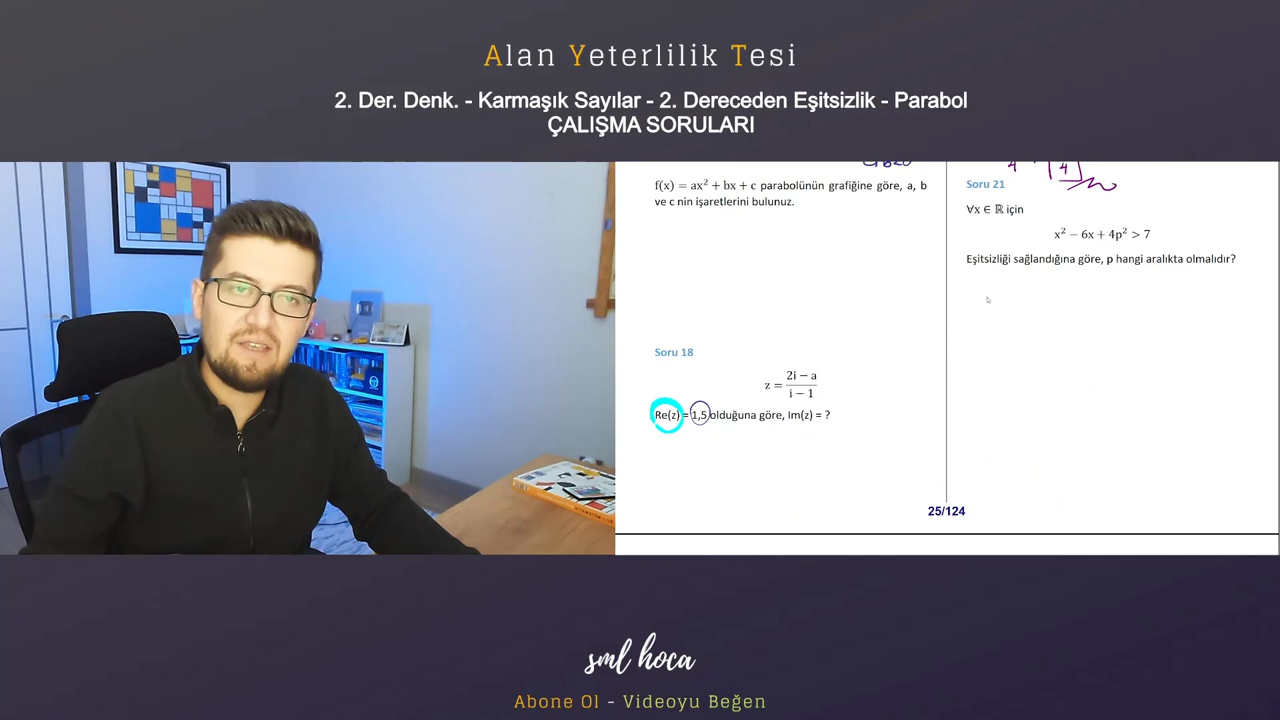 Alan Yeterlilik Tesi
2. Der. Denk. - Karmaşık Sayılar - 2. Dereceden Eşitsizlik - Parabol
ÇALIŞMA SORULARI
f(x) = ax² + bx + c parabolünün grafiğine göre, a, b
ve c nin işaretlerini bulunuz.
Soru 18
z = 2i − a / i − 1
Re(z) = 1,5 olduğuna göre, Im(z) = ?
4
4
Soru 21
∀x ∈ ℝ için
x² − 6x + 4p² > 7
Eşitsizliği sağlandığına göre, p hangi aralıkta olmalıdır?
25/124
sml hoca
Abone Ol - Videoyu Beğen